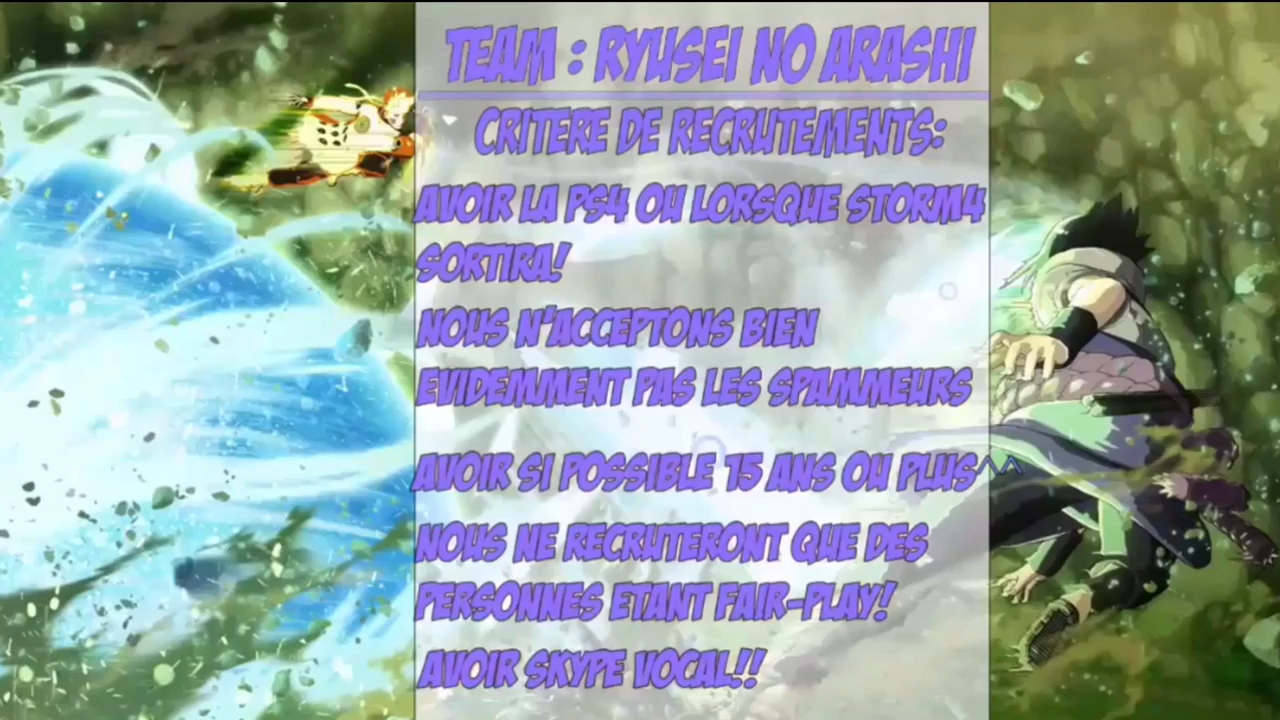 TEAM : RYUSEI NO ARASHI
CRITERE DE RECRUTEMENTS:
AVOIR LA PS4 OU LORSQUE STORM4
SORTIRA!
NOUS N'ACCEPTONS BIEN
EVIDEMMENT PAS LES SPAMMEURS
AVOIR SI POSSIBLE 15 ANS OU PLUS^^
NOUS NE RECRUTERONT QUE DES
PERSONNES ETANT FAIR-PLAY!
AVOIR SKYPE VOCAL!!